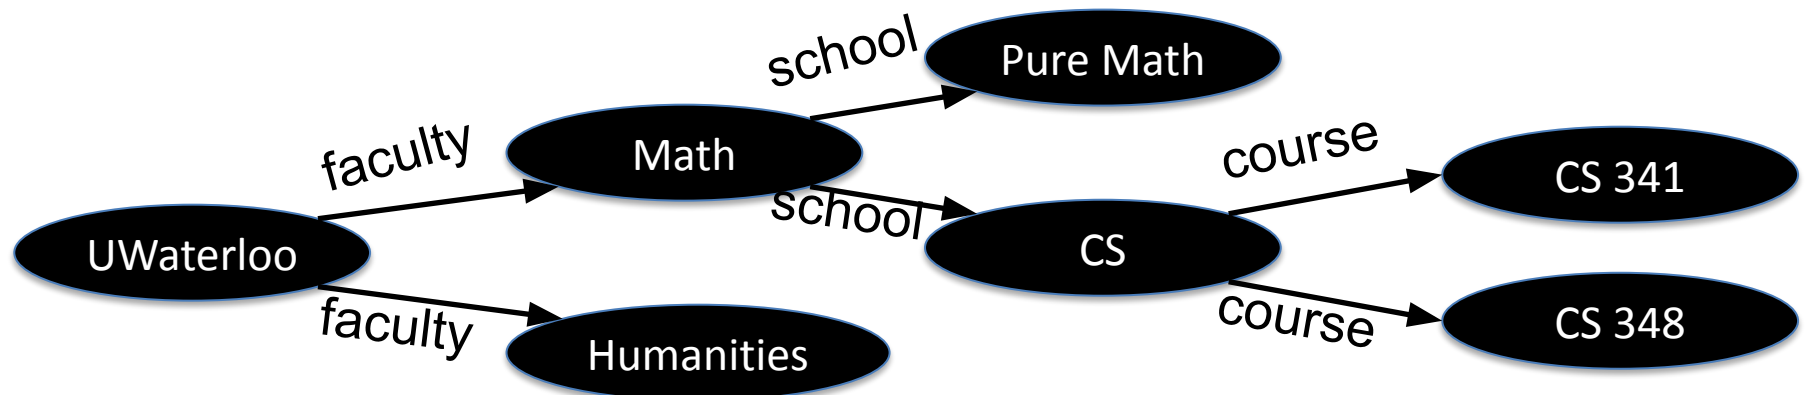 school
Pure Math
faculty
Math
course
CS 341
school
UWaterloo
CS
faculty
Humanities
course
CS 348